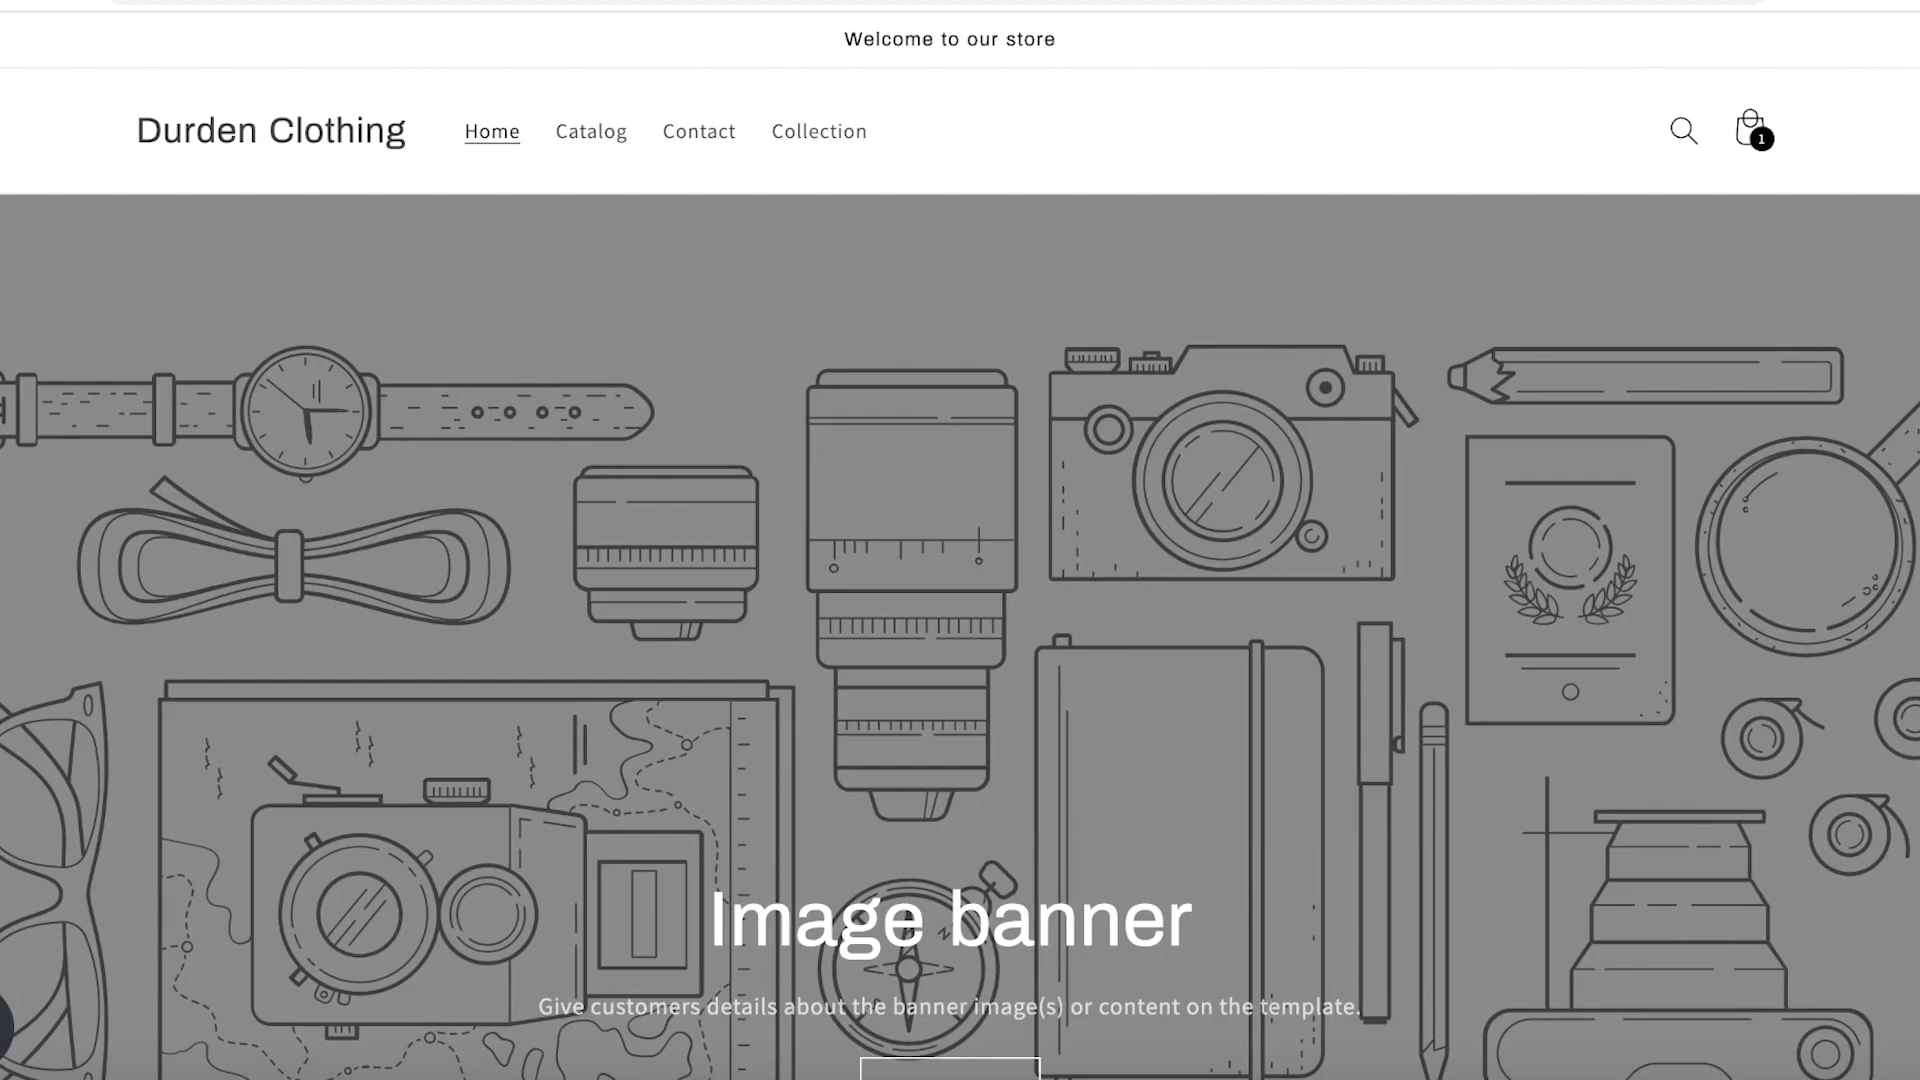 Welcome to our store
Durden Clothing
Home
Catalog
Contact
Collection
1
Image banner
Give customers details about the banner image(s) or content on the template.